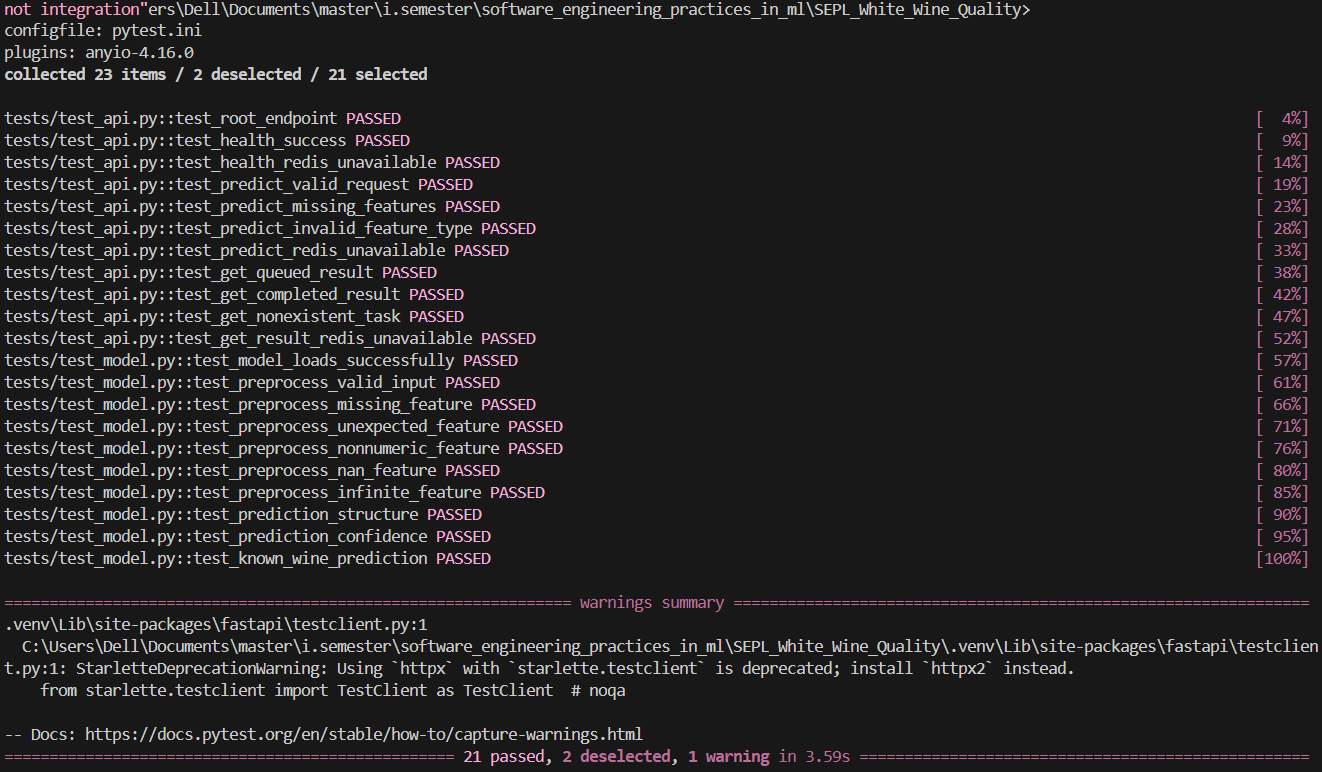 not integration"ers\Dell\Documents\master\i.semester\software_engineering_practices_in_ml\SEPL_White_Wine_Quality>
configfile: pytest.ini
plugins: anyio-4.16.0
collected 23 items / 2 deselected / 21 selected
tests/test_api.py::test_root_endpoint PASSED [  4%]
tests/test_api.py::test_health_success PASSED [  9%]
tests/test_api.py::test_health_redis_unavailable PASSED [ 14%]
tests/test_api.py::test_predict_valid_request PASSED [ 19%]
tests/test_api.py::test_predict_missing_features PASSED [ 23%]
tests/test_api.py::test_predict_invalid_feature_type PASSED [ 28%]
tests/test_api.py::test_predict_redis_unavailable PASSED [ 33%]
tests/test_api.py::test_get_queued_result PASSED [ 38%]
tests/test_api.py::test_get_completed_result PASSED [ 42%]
tests/test_api.py::test_get_nonexistent_task PASSED [ 47%]
tests/test_api.py::test_get_result_redis_unavailable PASSED [ 52%]
tests/test_model.py::test_model_loads_successfully PASSED [ 57%]
tests/test_model.py::test_preprocess_valid_input PASSED [ 61%]
tests/test_model.py::test_preprocess_missing_feature PASSED [ 66%]
tests/test_model.py::test_preprocess_unexpected_feature PASSED [ 71%]
tests/test_model.py::test_preprocess_nonnumeric_feature PASSED [ 76%]
tests/test_model.py::test_preprocess_nan_feature PASSED [ 80%]
tests/test_model.py::test_preprocess_infinite_feature PASSED [ 85%]
tests/test_model.py::test_prediction_structure PASSED [ 90%]
tests/test_model.py::test_prediction_confidence PASSED [ 95%]
tests/test_model.py::test_known_wine_prediction PASSED [100%]
=============================================================== warnings summary ================================================================
.venv\Lib\site-packages\fastapi\testclient.py:1
  C:\Users\Dell\Documents\master\i.semester\software_engineering_practices_in_ml\SEPL_White_Wine_Quality\.venv\Lib\site-packages\fastapi\testclien
t.py:1: StarletteDeprecationWarning: Using `httpx` with `starlette.testclient` is deprecated; install `httpx2` instead.
    from starlette.testclient import TestClient as TestClient  # noqa
-- Docs: https://docs.pytest.org/en/stable/how-to/capture-warnings.html
================================================== 21 passed, 2 deselected, 1 warning in 3.59s ==================================================